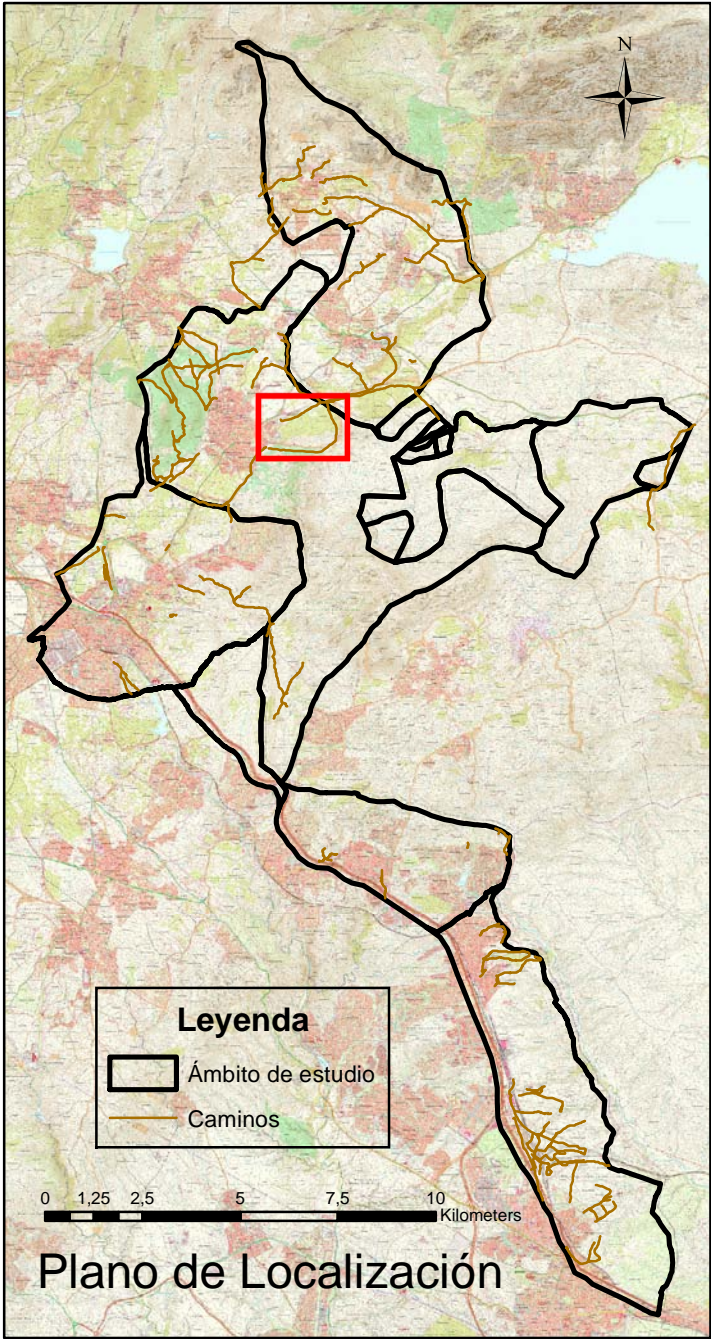 N
Leyenda
Ámbito de estudio
Caminos
0 1,25 2,5 5 7,5 10
Kilometers
Plano de Localización